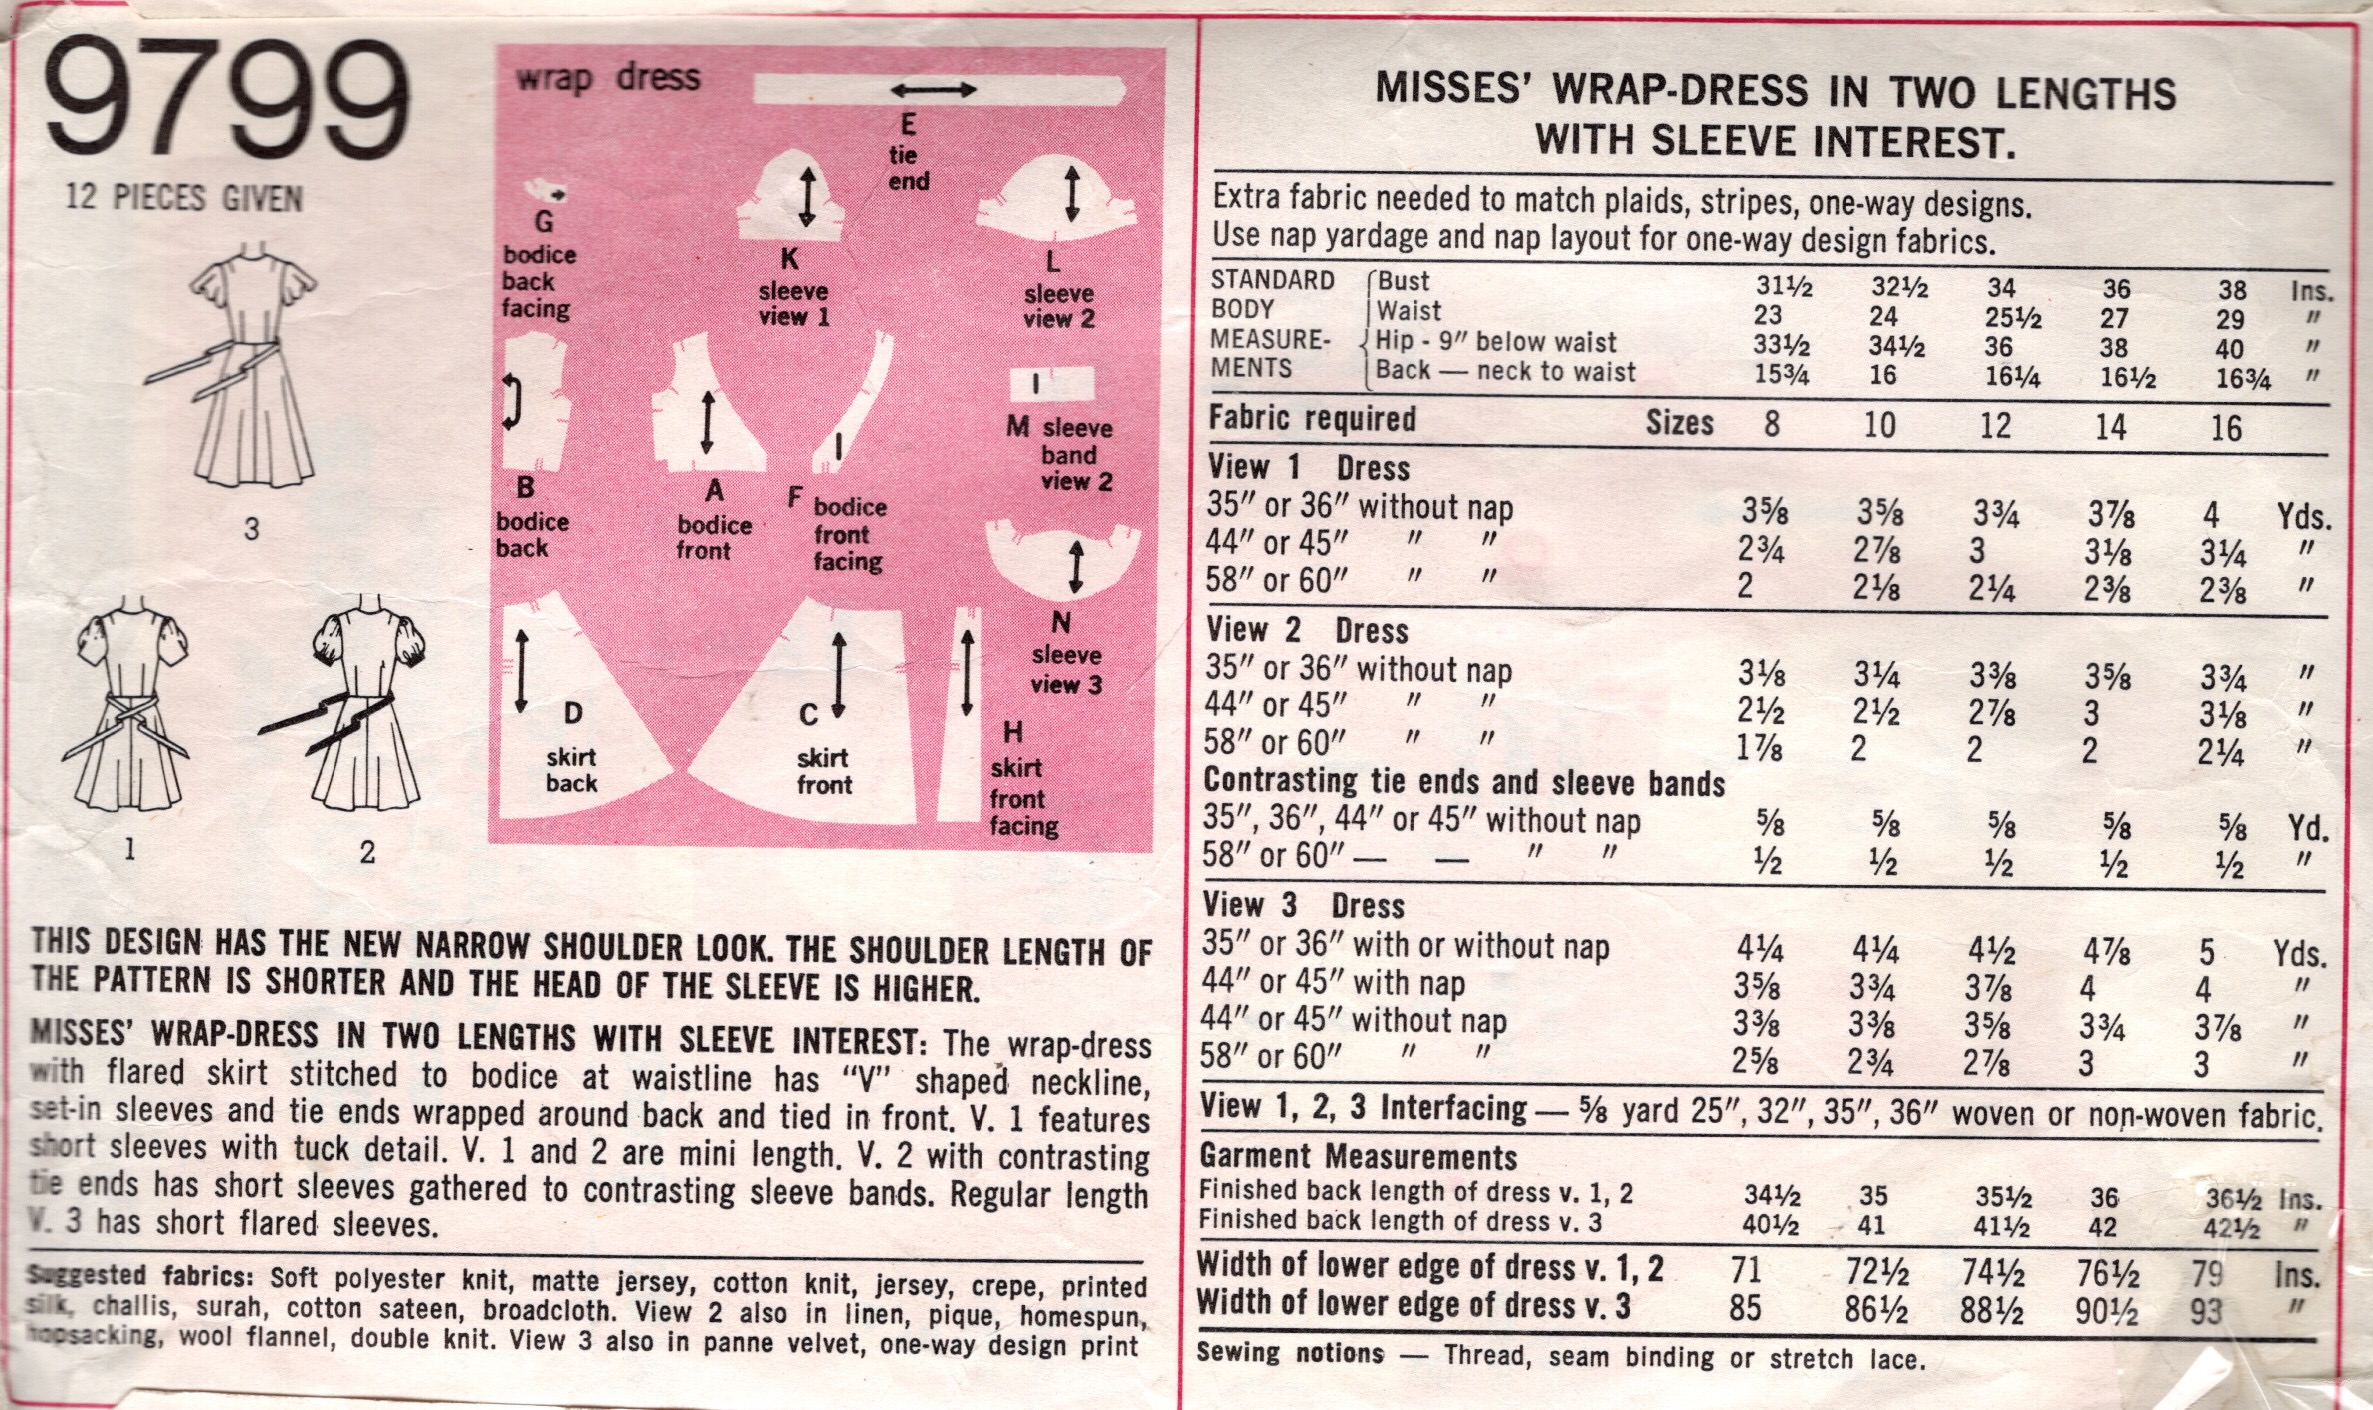 9799
12 PIECES GIVEN
3
1
2
wrap dress
E
tie
end
G
bodice
back
facing
K
sleeve
view 1
L
sleeve
view 2
B
bodice
back
A
bodice
front
F bodice
front
facing
M sleeve
band
view 2
N
sleeve
view 3
D
skirt
back
C
skirt
front
H
skirt
front
facing
THIS DESIGN HAS THE NEW NARROW SHOULDER LOOK. THE SHOULDER LENGTH OF
THE PATTERN IS SHORTER AND THE HEAD OF THE SLEEVE IS HIGHER.
MISSES' WRAP-DRESS IN TWO LENGTHS WITH SLEEVE INTEREST: The wrap-dress
with flared skirt stitched to bodice at waistline has "V" shaped neckline,
set-in sleeves and tie ends wrapped around back and tied in front. V. 1 features
short sleeves with tuck detail. V. 1 and 2 are mini length. V. 2 with contrasting
tie ends has short sleeves gathered to contrasting sleeve bands. Regular length
V. 3 has short flared sleeves.
Suggested fabrics: Soft polyester knit, matte jersey, cotton knit, jersey, crepe, printed
silk, challis, surah, cotton sateen, broadcloth. View 2 also in linen, pique, homespun,
hopsacking, wool flannel, double knit. View 3 also in panne velvet, one-way design print
MISSES' WRAP-DRESS IN TWO LENGTHS
WITH SLEEVE INTEREST.
Extra fabric needed to match plaids, stripes, one-way designs.
Use nap yardage and nap layout for one-way design fabrics.
STANDARD Bust 31½ 32½ 34 36 38 Ins.
BODY Waist 23 24 25½ 27 29 "
MEASURE- Hip - 9" below waist 33½ 34½ 36 38 40 "
MENTS Back — neck to waist 15¾ 16 16¼ 16½ 16¾ "
Fabric required Sizes 8 10 12 14 16
View 1 Dress
35" or 36" without nap 3⅝ 3⅝ 3¾ 3⅞ 4 Yds.
44" or 45" " " 2¾ 2⅞ 3 3⅛ 3¼ "
58" or 60" " " 2 2⅛ 2¼ 2⅜ 2⅜ "
View 2 Dress
35" or 36" without nap 3⅛ 3¼ 3⅜ 3⅝ 3¾ "
44" or 45" " " 2½ 2½ 2⅞ 3 3⅛ "
58" or 60" " " 1⅞ 2 2 2 2¼ "
Contrasting tie ends and sleeve bands
35", 36", 44" or 45" without nap ⅝ ⅝ ⅝ ⅝ ⅝ Yd.
58" or 60" — — " " ½ ½ ½ ½ ½ "
View 3 Dress
35" or 36" with or without nap 4¼ 4¼ 4½ 4⅞ 5 Yds.
44" or 45" with nap 3⅝ 3¾ 3⅞ 4 4 "
44" or 45" without nap 3⅜ 3⅜ 3⅝ 3¾ 3⅞ "
58" or 60" " " 2⅝ 2¾ 2⅞ 3 3 "
View 1, 2, 3 Interfacing — ⅝ yard 25", 32", 35", 36" woven or non-woven fabric.
Garment Measurements
Finished back length of dress v. 1, 2 34½ 35 35½ 36 36½ Ins.
Finished back length of dress v. 3 40½ 41 41½ 42 42½ "
Width of lower edge of dress v. 1, 2 71 72½ 74½ 76½ 79 Ins.
Width of lower edge of dress v. 3 85 86½ 88½ 90½ 93 "
Sewing notions — Thread, seam binding or stretch lace.